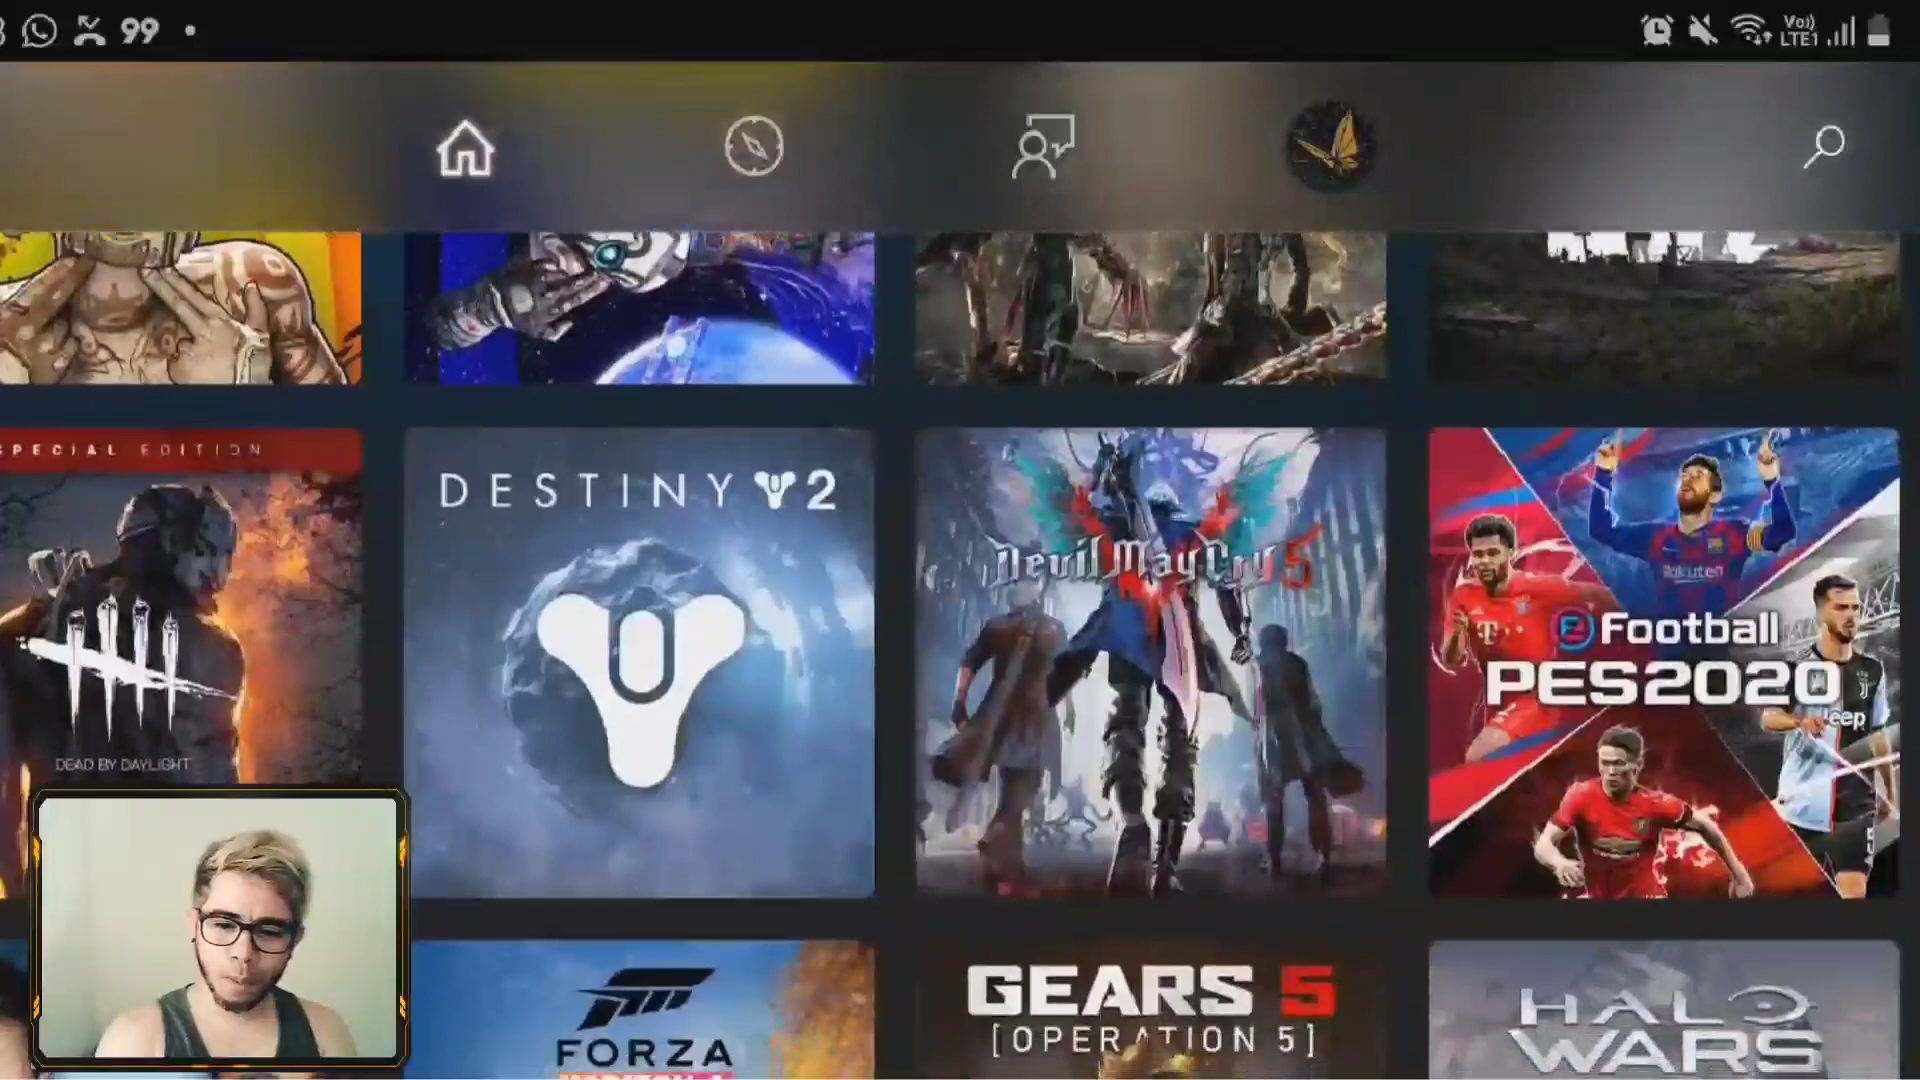 99
Vo))
LTE1
SPECIAL EDITION
DEAD BY DAYLIGHT
DESTINY 2
Devil May Cry 5
Rakuten
T
Football
PES2020
Jeep
FORZA
GEARS 5
[OPERATION 5]
HALO
WARS